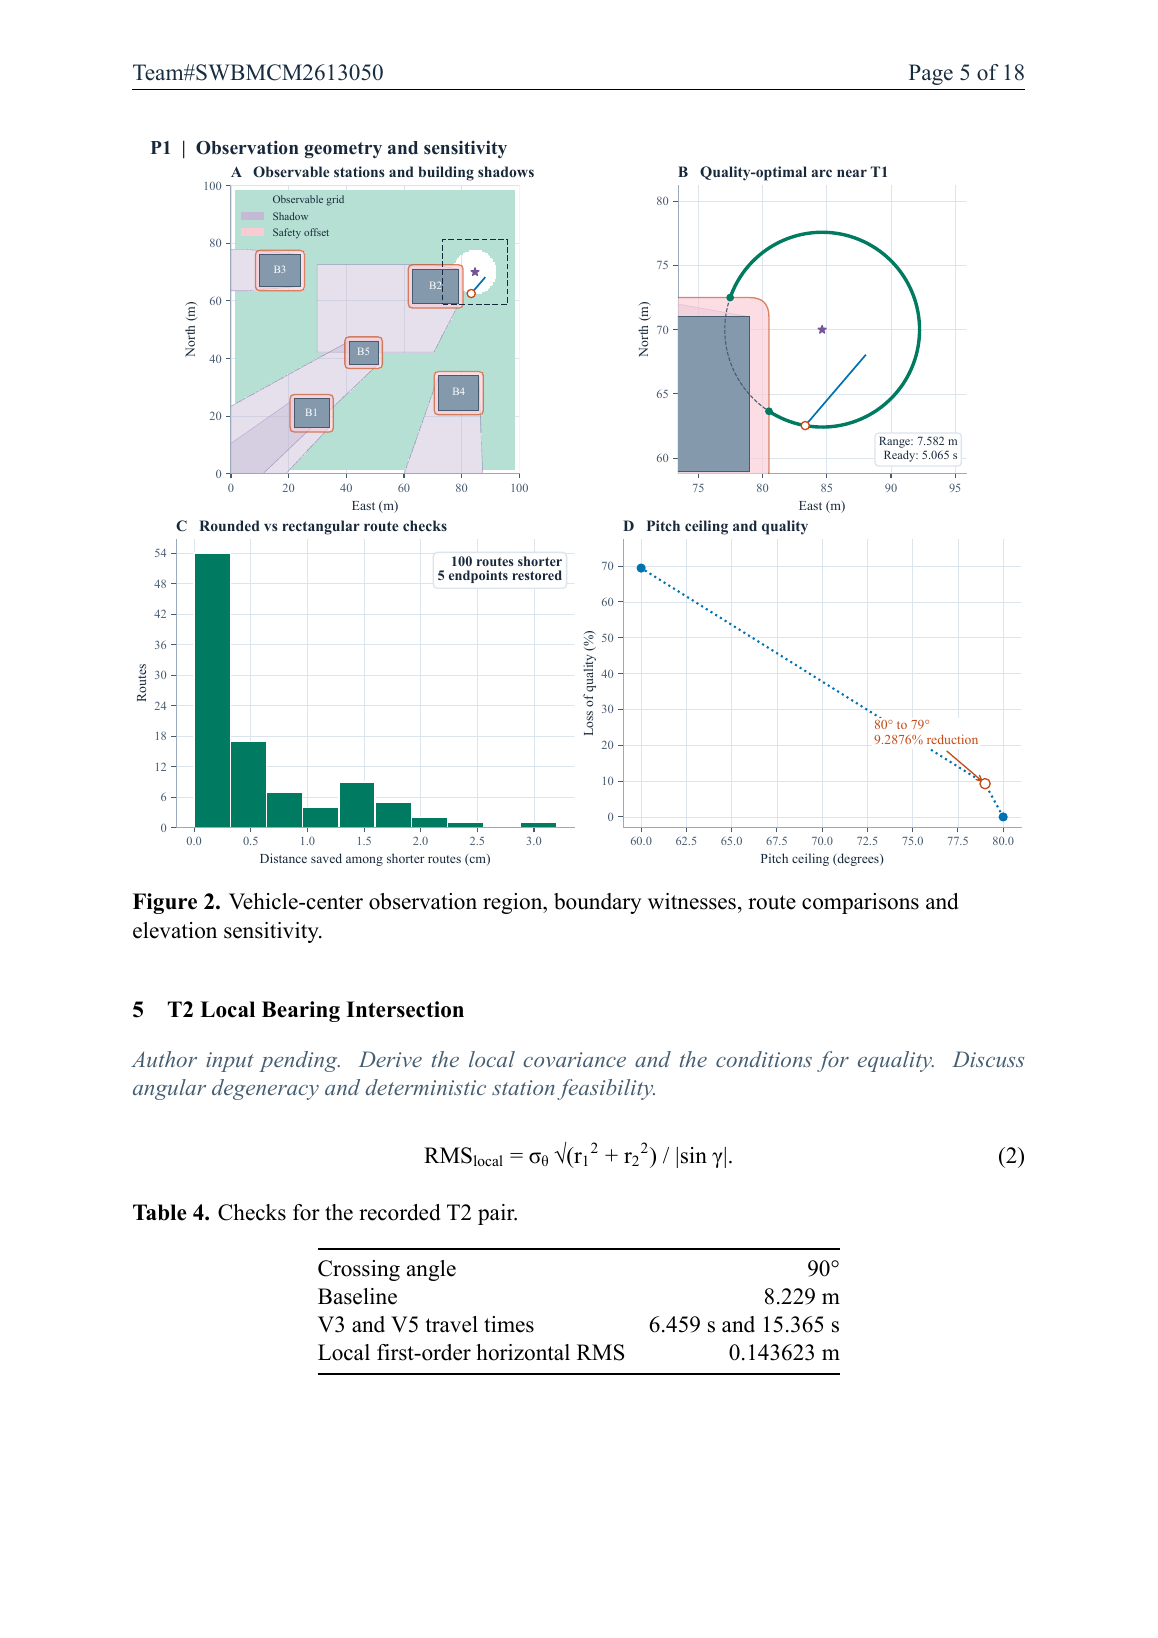 Team#SWBMCM2613050
Page 5 of 18
P1 | Observation geometry and sensitivity
A Observable stations and building shadows
100
80
60
40
20
0
North (m)
Observable grid
Shadow
Safety offset
B3
B2
B5
B4
B1
0 20 40 60 80 100
East (m)
B Quality-optimal arc near T1
80
75
70
65
60
North (m)
Range: 7.582 m
Ready: 5.065 s
75 80 85 90 95
East (m)
C Rounded vs rectangular route checks
54
48
42
36
30
24
18
12
6
0
Routes
100 routes shorter
5 endpoints restored
0.0 0.5 1.0 1.5 2.0 2.5 3.0
Distance saved among shorter routes (cm)
D Pitch ceiling and quality
70
60
50
40
30
20
10
0
Loss of quality (%)
80° to 79°
9.2876% reduction
60.0 62.5 65.0 67.5 70.0 72.5 75.0 77.5 80.0
Pitch ceiling (degrees)
Figure 2. Vehicle-center observation region, boundary witnesses, route comparisons and
elevation sensitivity.
5 T2 Local Bearing Intersection
Author input pending. Derive the local covariance and the conditions for equality. Discuss
angular degeneracy and deterministic station feasibility.
RMS_local = σ_θ √(r₁² + r₂²) / |sin γ|. (2)
Table 4. Checks for the recorded T2 pair.
Crossing angle 90°
Baseline 8.229 m
V3 and V5 travel times 6.459 s and 15.365 s
Local first-order horizontal RMS 0.143623 m